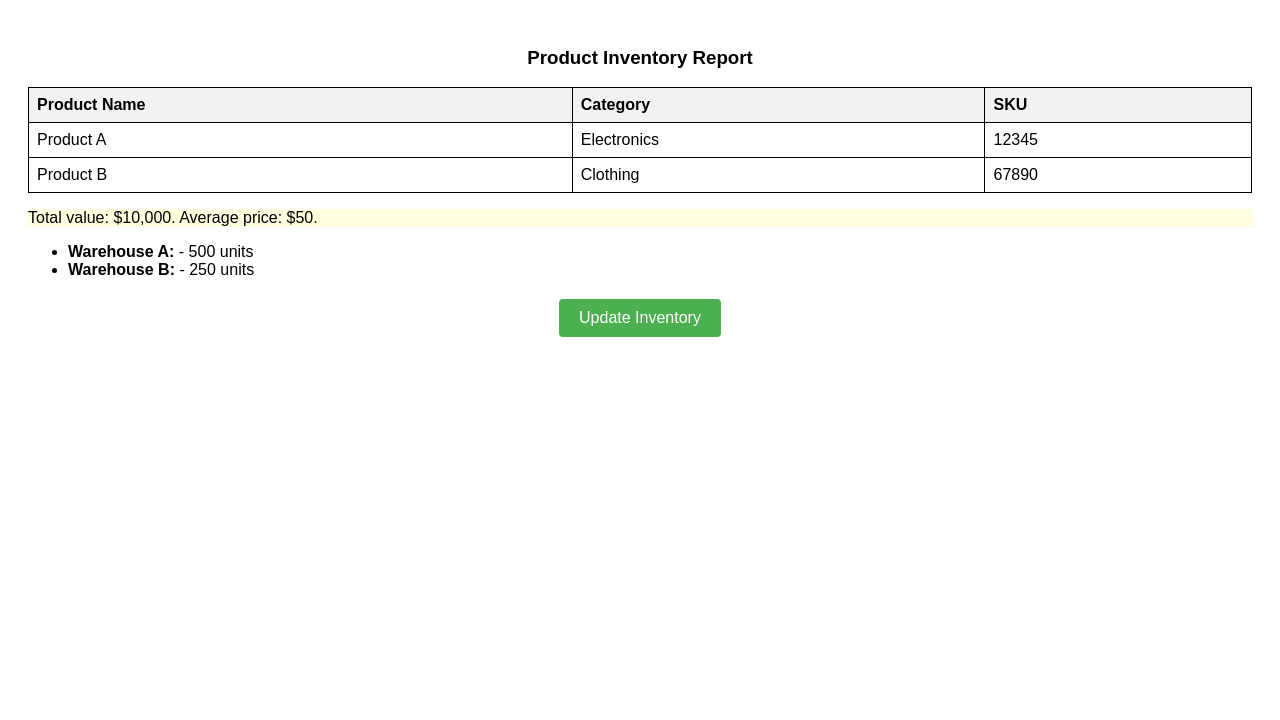 Product Inventory Report
Product Name Category SKU
Product A Electronics 12345
Product B Clothing 67890
Total value: $10,000. Average price: $50.
Warehouse A: - 500 units
Warehouse B: - 250 units
Update Inventory